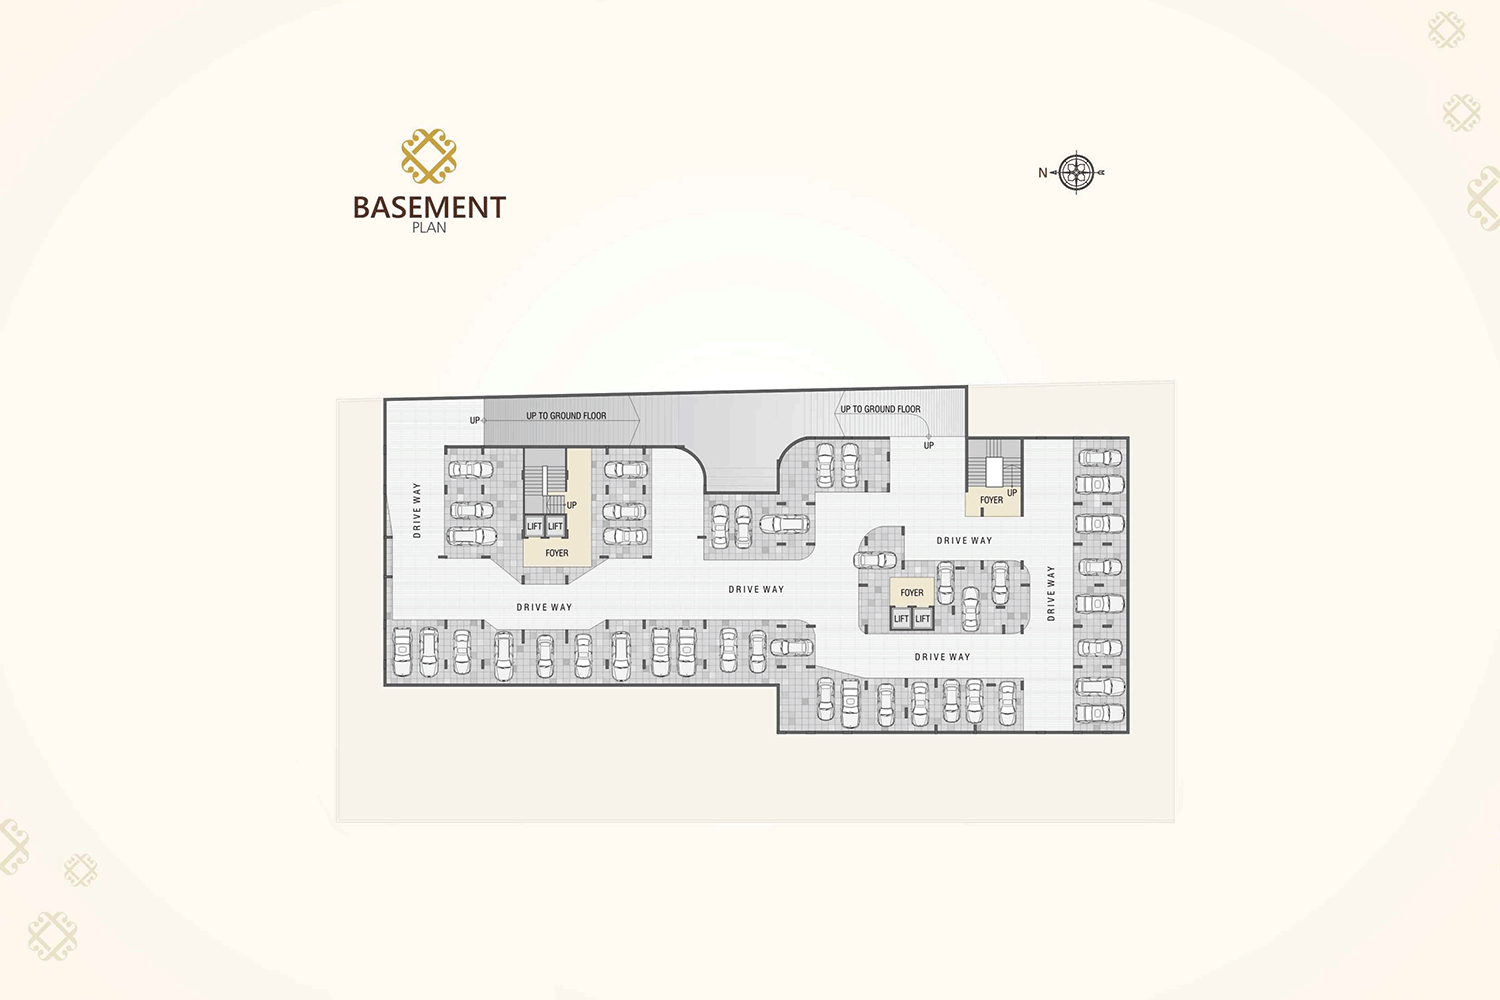 BASEMENT
PLAN
N
UP
UP TO GROUND FLOOR
UP TO GROUND FLOOR
UP
DRIVE WAY
UP
LIFT
LIFT
FOYER
UP
FOYER
DRIVE WAY
DRIVE WAY
DRIVE WAY
DRIVE WAY
FOYER
LIFT
LIFT
DRIVE WAY